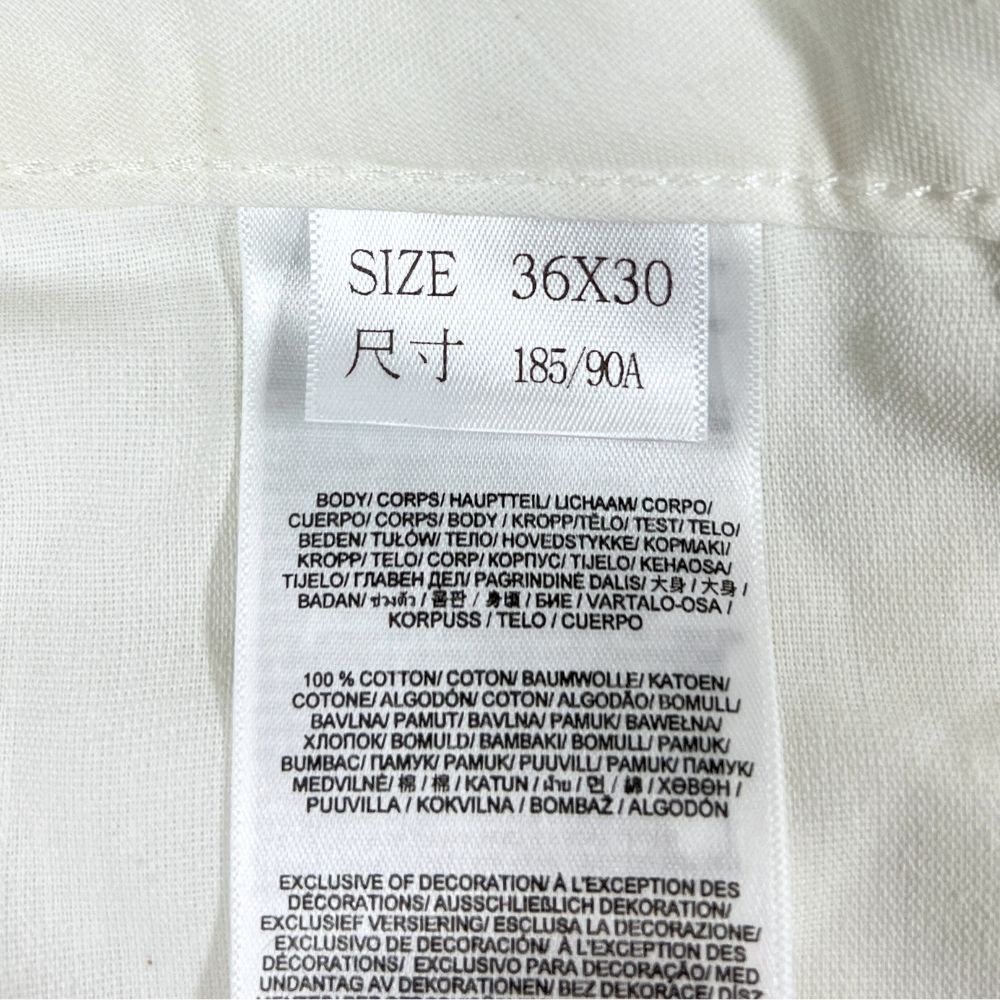 SIZE 36X30
尺寸 185/90A
BODY/ CORPS/ HAUPTTEIL/ LICHAAM/ CORPO/
CUERPO/ CORPS/ BODY / KROPP/TĚLO/ TEST/ TELO/
BEDEN/ TUŁÓW/ ТЕЛО/ HOVEDSTYKKE/ KOPMAKI/
KROPP/ TELO/ CORP/ КОРПУС/ TIJELO/ KEHAOSA/
TIJELO/ ГЛАВЕН ДЕЛ/ PAGRINDINĖ DALIS/ 大身 / 大身 /
BADAN/ ช่วงตัว / 몸판 / 身頃 / БИЕ / VARTALO-OSA /
KORPUSS / TELO / CUERPO
100 % COTTON/ COTON/ BAUMWOLLE/ KATOEN/
COTONE/ ALGODÓN/ COTON/ ALGODÃO/ BOMULL/
BAVLNA/ PAMUT/ BAVLNA/ PAMUK/ BAWEŁNA/
ХЛОПОК/ BOMULD/ BAMBAKI/ BOMULL/ PAMUK/
BUMBAC/ ПАМУК/ PAMUK/ PUUVILL/ PAMUK/ ПАМУК/
MEDVILNĖ/ 棉 / 棉 / KATUN / ฝ้าย / 면 / 綿 / ХӨВӨН /
PUUVILLA / KOKVILNA / BOMBAŽ / ALGODÓN
EXCLUSIVE OF DECORATION/ À L'EXCEPTION DES
DÉCORATIONS/ AUSSCHLIEßLICH DEKORATION/
EXCLUSIEF VERSIERING/ ESCLUSA LA DECORAZIONE/
EXCLUSIVO DE DECORACIÓN/ À L'EXCEPTION DES
DÉCORATIONS/ EXCLUSIVO PARA DECORAÇÃO/ MED
UNDANTAG AV DEKORATIONEN/ BEZ DEKORACE/ DÍSZ